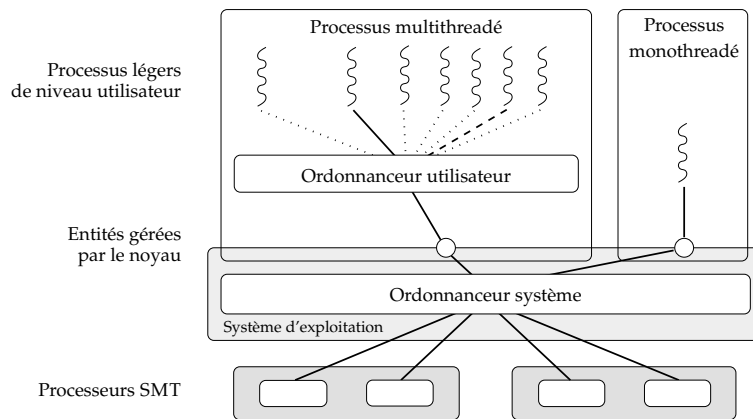 Processus multithreadé
Processus
monothreadé
Processus légers
de niveau utilisateur
Ordonnanceur utilisateur
Entités gérées
par le noyau
Ordonnanceur système
Système d'exploitation
Processeurs SMT